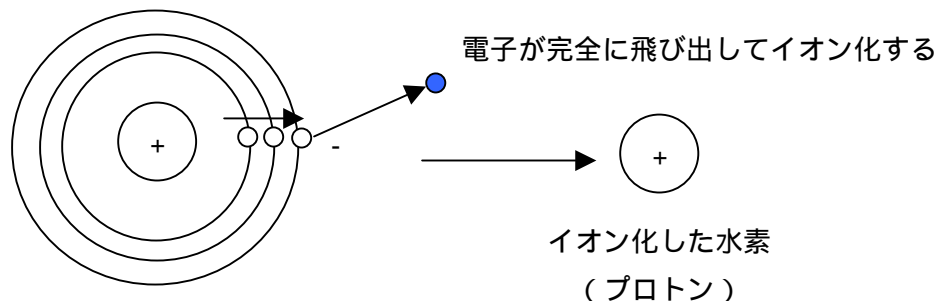 電子が完全に飛び出してイオン化する
+
-
+
イオン化した水素
(プロトン)